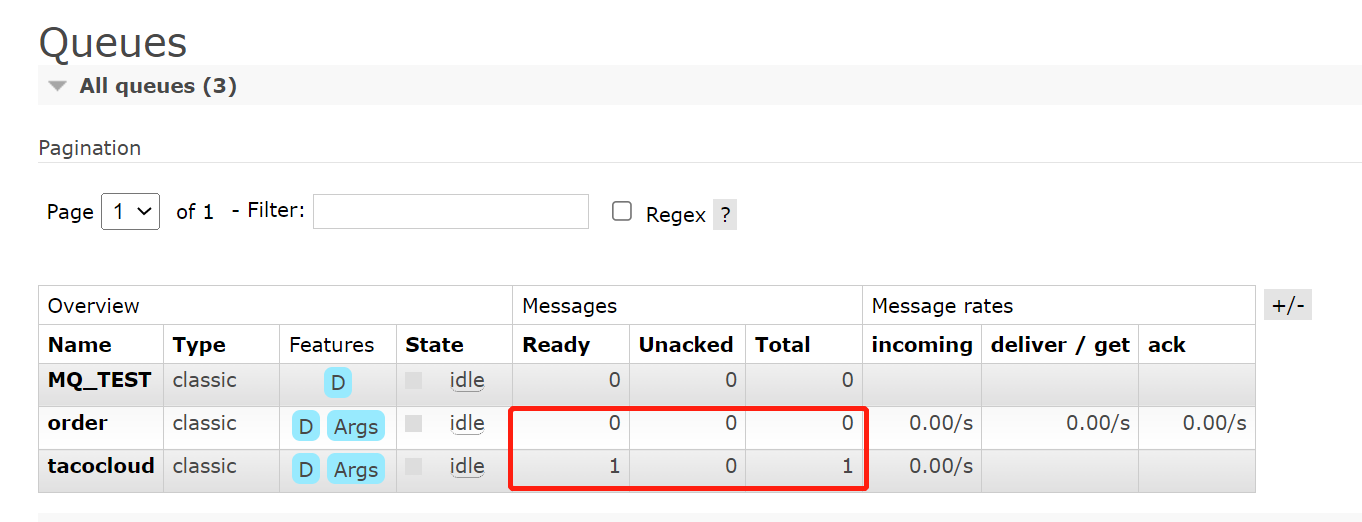 Queues
All queues (3)
Pagination
Page 1 of 1 - Filter: Regex ?
Overview Messages Message rates +/-
Name Type Features State Ready Unacked Total incoming deliver / get ack
MQ_TEST classic D idle 0 0 0
order classic D Args idle 0 0 0 0.00/s 0.00/s 0.00/s
tacocloud classic D Args idle 1 0 1 0.00/s